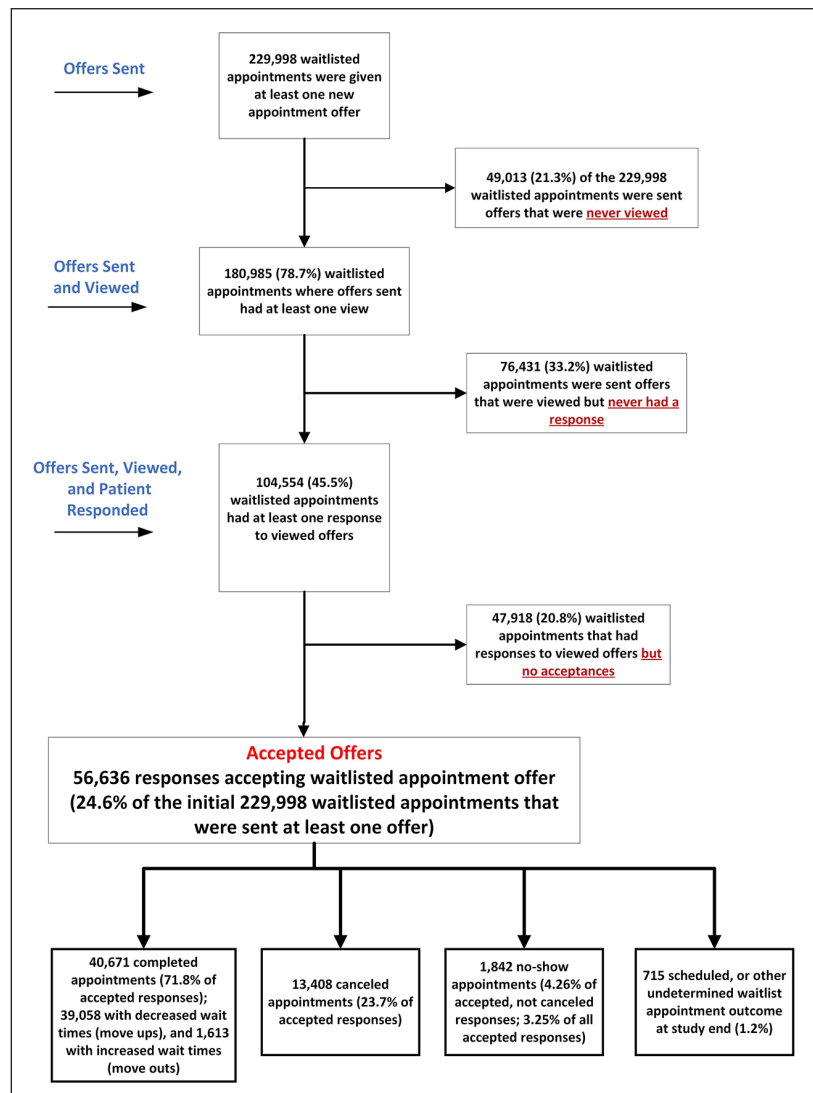 Offers Sent
229,998 waitlisted
appointments were given
at least one new
appointment offer
49,013 (21.3%) of the 229,998
waitlisted appointments were sent
offers that were never viewed
Offers Sent
and Viewed
180,985 (78.7%) waitlisted
appointments where offers sent
had at least one view
76,431 (33.2%) waitlisted
appointments were sent offers
that were viewed but never had a
response
Offers Sent, Viewed,
and Patient
Responded
104,554 (45.5%)
waitlisted appointments
had at least one response
to viewed offers
47,918 (20.8%) waitlisted
appointments that had
responses to viewed offers but
no acceptances
Accepted Offers
56,636 responses accepting waitlisted appointment offer
(24.6% of the initial 229,998 waitlisted appointments that
were sent at least one offer)
40,671 completed
appointments (71.8% of
accepted responses);
39,058 with decreased wait
times (move ups), and 1,613
with increased wait times
(move outs)
13,408 canceled
appointments (23.7% of
accepted responses)
1,842 no-show
appointments (4.26% of
accepted, not canceled
responses; 3.25% of all
accepted responses)
715 scheduled, or other
undetermined waitlist
appointment outcome
at study end (1.2%)